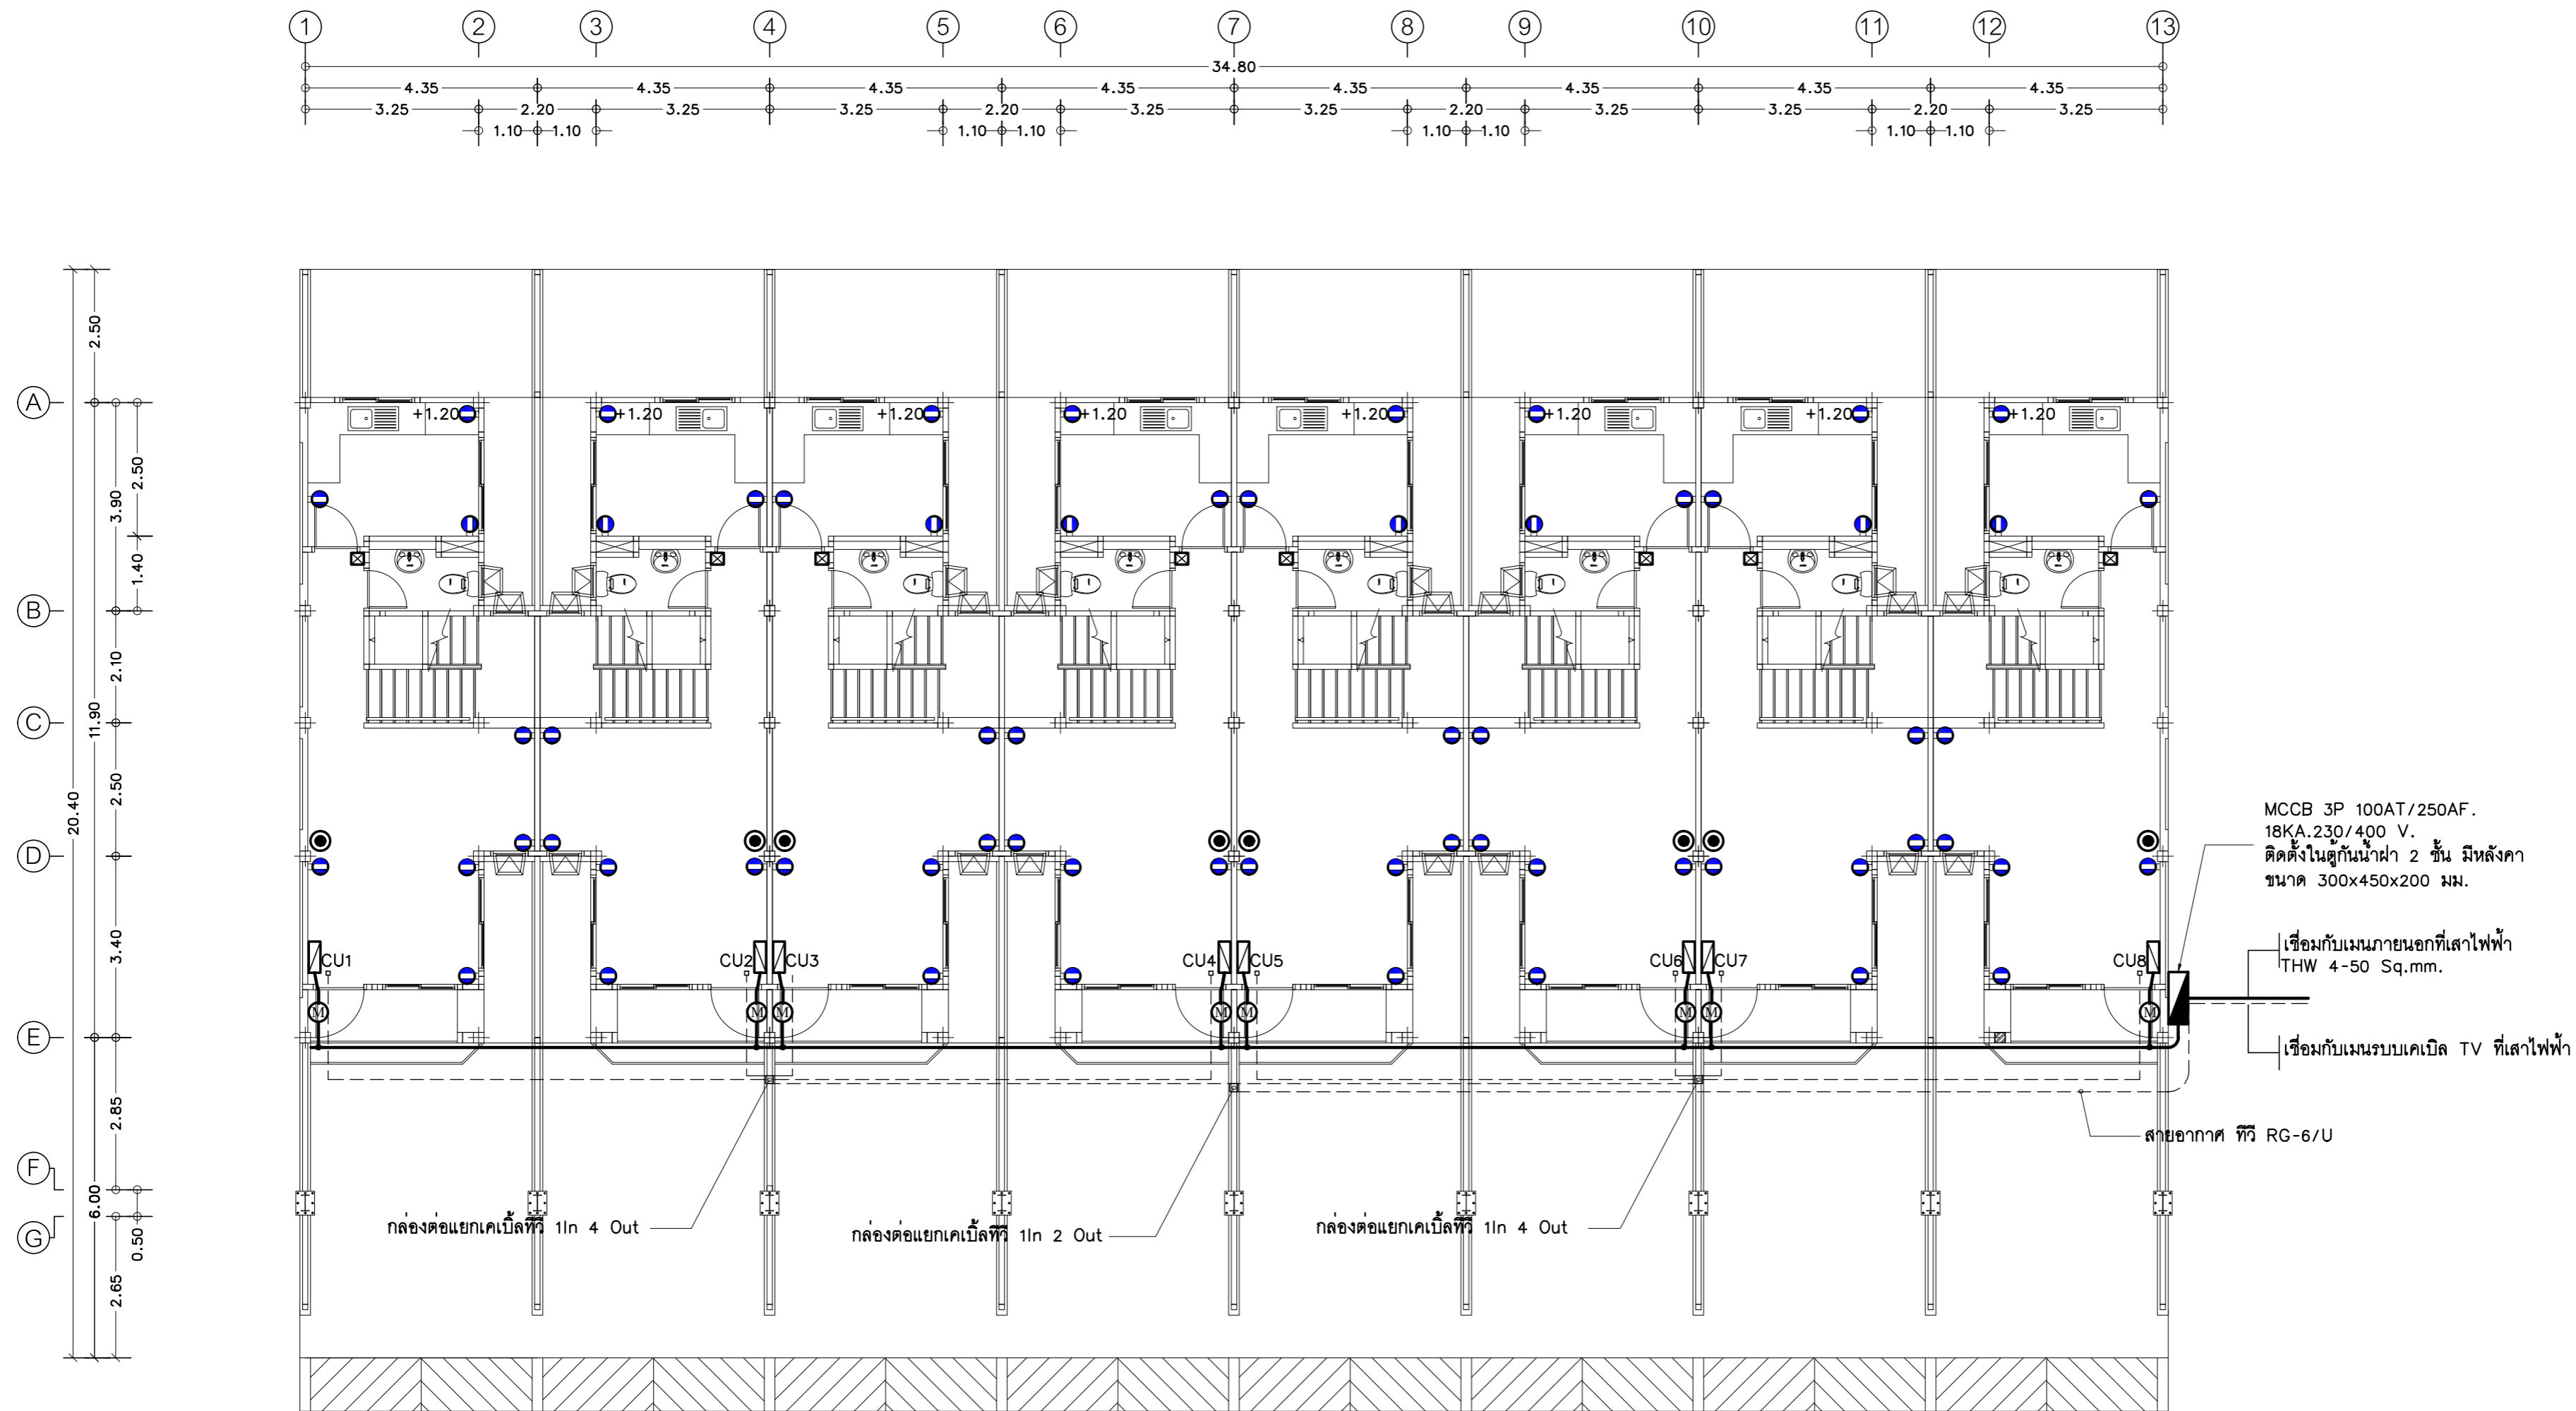 1 2 3 4 5 6 7 8 9 10 11 12 13
34.80
4.35 4.35 4.35 4.35 4.35 4.35 4.35 4.35
3.25 2.20 3.25 3.25 2.20 3.25 3.25 2.20 3.25 3.25 2.20 3.25
1.10 1.10 1.10 1.10 1.10 1.10 1.10 1.10
A
B
C
D
E
F
G
20.40
2.50
11.90
6.00
3.90
2.10
2.50
3.40
2.85
2.65
2.50
1.40
0.50
+1.20 +1.20 +1.20 +1.20 +1.20 +1.20 +1.20 +1.20
CU1 CU2 CU3 CU4 CU5 CU6 CU7 CU8
M M M M M M M M
MCCB 3P 100AT/250AF.
18KA.230/400 V.
ติดตั้งในตู้กันน้ำฝา 2 ชั้น มีหลังคา
ขนาด 300x450x200 มม.
เชื่อมกับเมนภายนอกที่เสาไฟฟ้า
THW 4-50 Sq.mm.
เชื่อมกับเมนระบบเคเบิล TV ที่เสาไฟฟ้า
สายอากาศ ทีวี RG-6/U
กล่องต่อแยกเคเบิ้ลทีวี 1In 4 Out
กล่องต่อแยกเคเบิ้ลทีวี 1In 2 Out
กล่องต่อแยกเคเบิ้ลทีวี 1In 4 Out